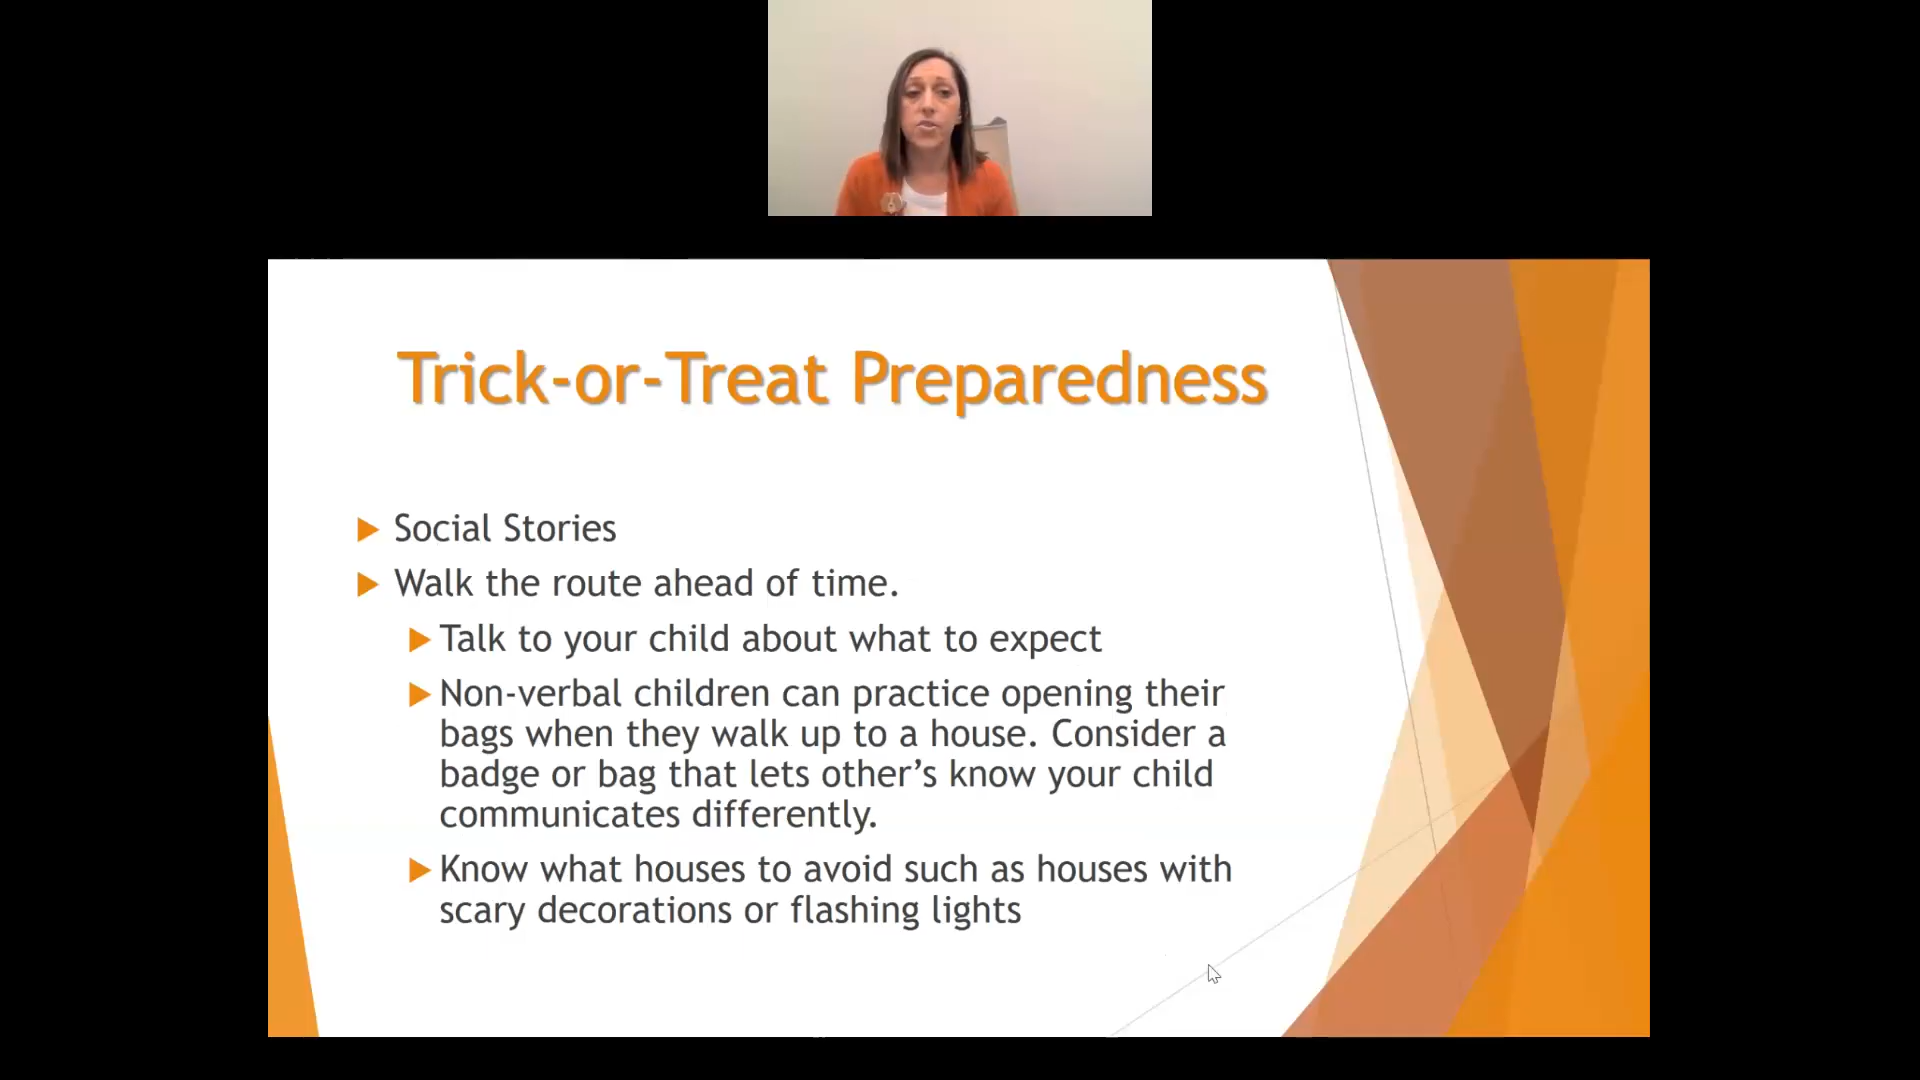 Trick-or-Treat Preparedness
Social Stories
Walk the route ahead of time.
Talk to your child about what to expect
Non-verbal children can practice opening their
bags when they walk up to a house. Consider a
badge or bag that lets other’s know your child
communicates differently.
Know what houses to avoid such as houses with
scary decorations or flashing lights